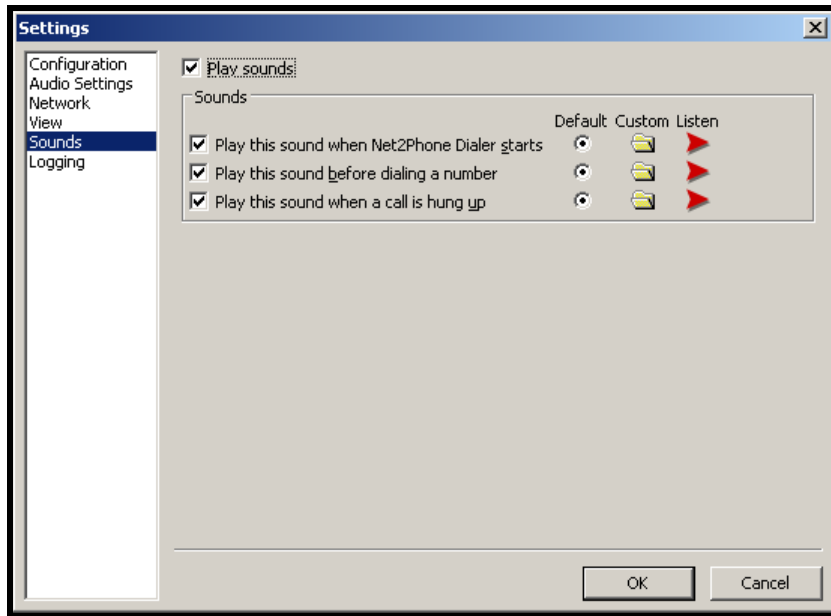 Settings
Configuration
Audio Settings
Network
View
Sounds
Logging
Play sounds
Sounds
Default Custom Listen
Play this sound when Net2Phone Dialer starts
Play this sound before dialing a number
Play this sound when a call is hung up
OK Cancel